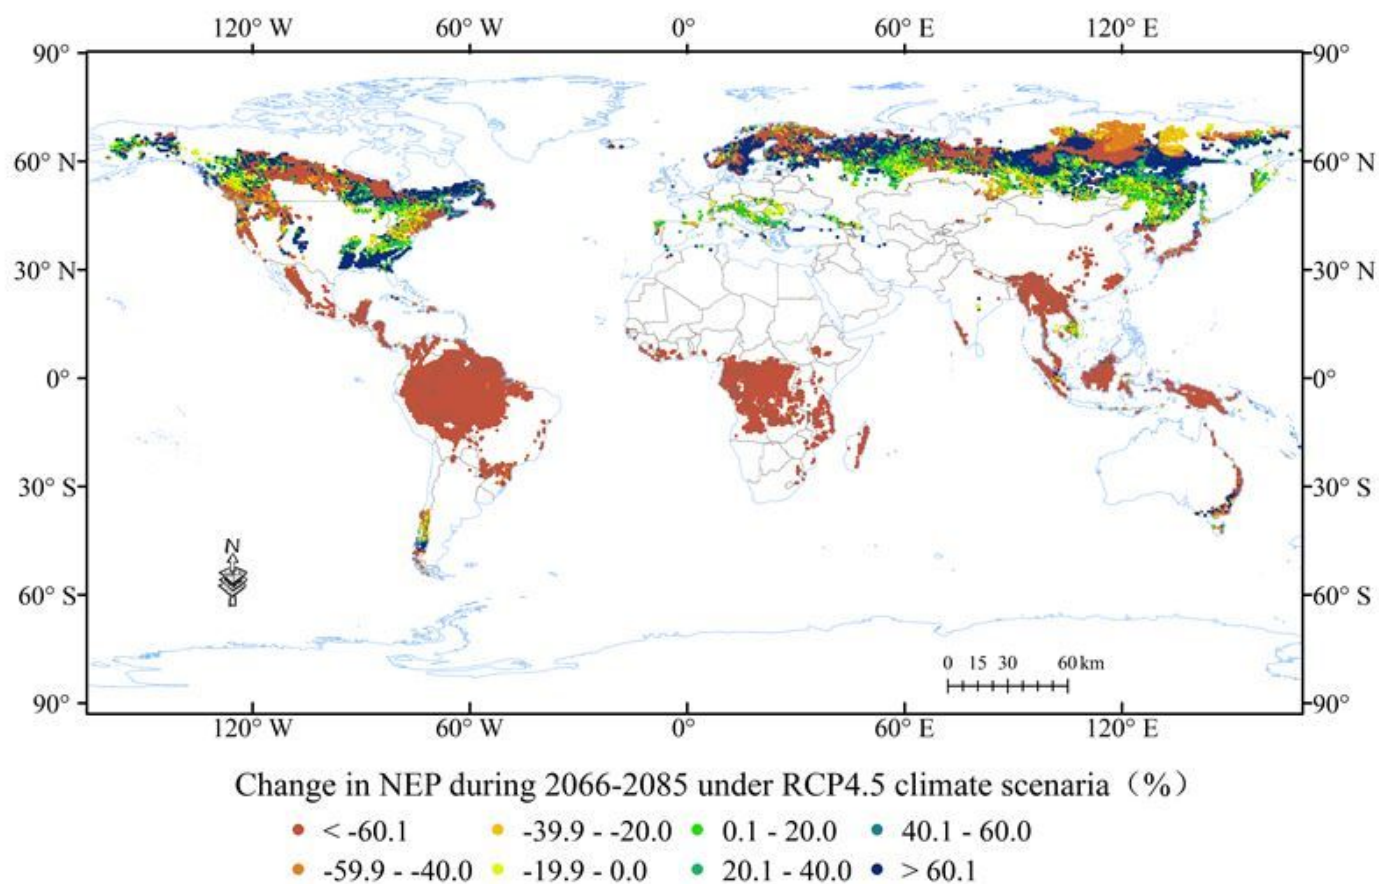 120° W 60° W 0° 60° E 120° E
90° 90°
60° N 60° N
30° N 30° N
0° 0°
30° S 30° S
N
60° S 60° S
0 15 30 60 km
90° 90°
120° W 60° W 0° 60° E 120° E
Change in NEP during 2066-2085 under RCP4.5 climate scenaria（%）
< -60.1 -39.9 - -20.0 0.1 - 20.0 40.1 - 60.0
-59.9 - -40.0 -19.9 - 0.0 20.1 - 40.0 > 60.1